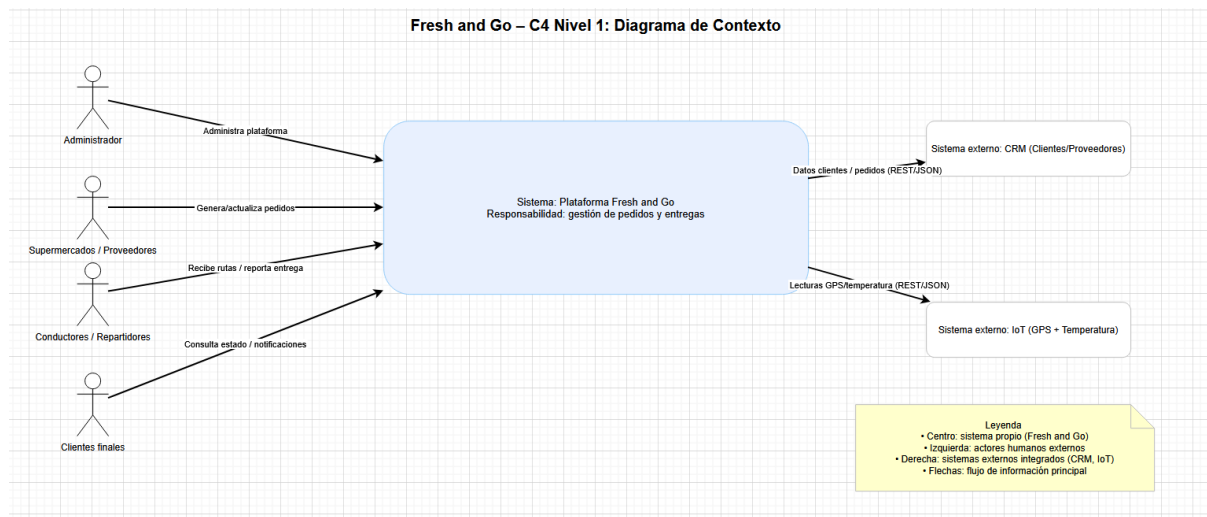 Fresh and Go – C4 Nivel 1: Diagrama de Contexto
Administrador
Administra plataforma
Supermercados / Proveedores
Genera/actualiza pedidos
Conductores / Repartidores
Recibe rutas / reporta entrega
Clientes finales
Consulta estado / notificaciones
Sistema: Plataforma Fresh and Go
Responsabilidad: gestión de pedidos y entregas
Datos clientes / pedidos (REST/JSON)
Sistema externo: CRM (Clientes/Proveedores)
Lecturas GPS/temperatura (REST/JSON)
Sistema externo: IoT (GPS + Temperatura)
Leyenda
• Centro: sistema propio (Fresh and Go)
• Izquierda: actores humanos externos
• Derecha: sistemas externos integrados (CRM, IoT)
• Flechas: flujo de información principal